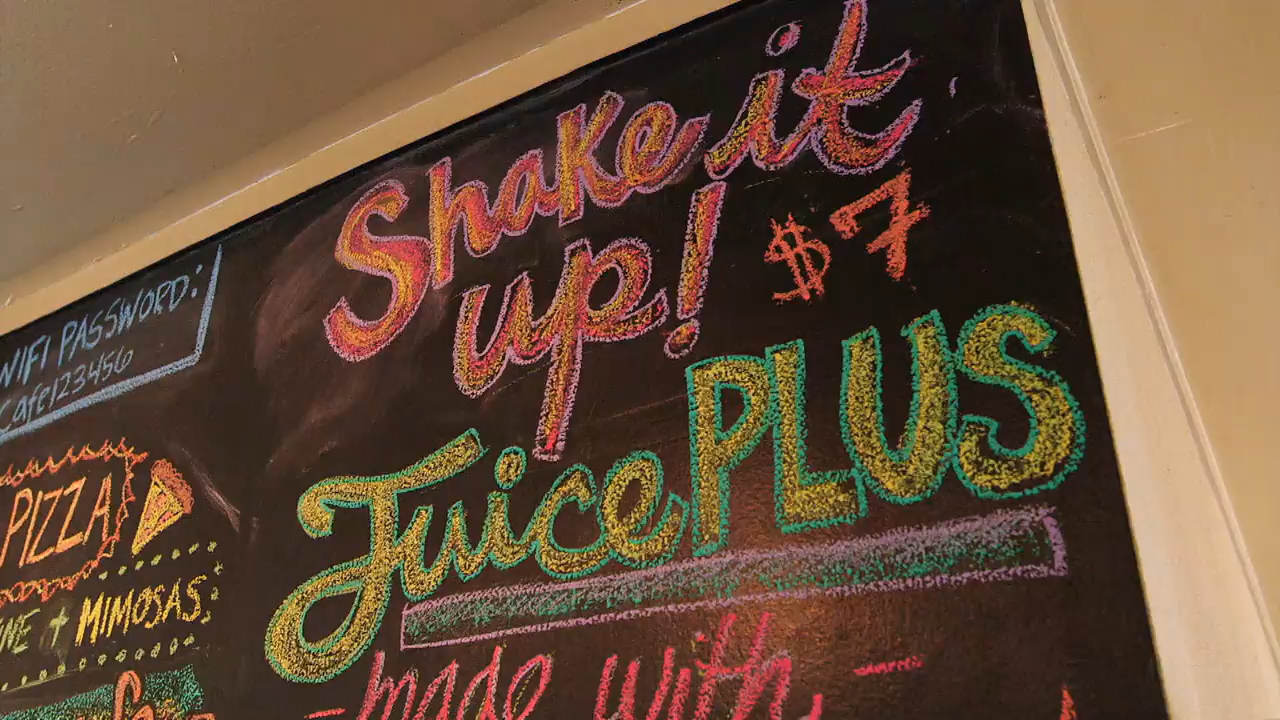 WIFI PASSWORD:
Cafe123456
PIZZA
MIMOSAS
Shake it
up!
$7
Juice PLUS
- made with -